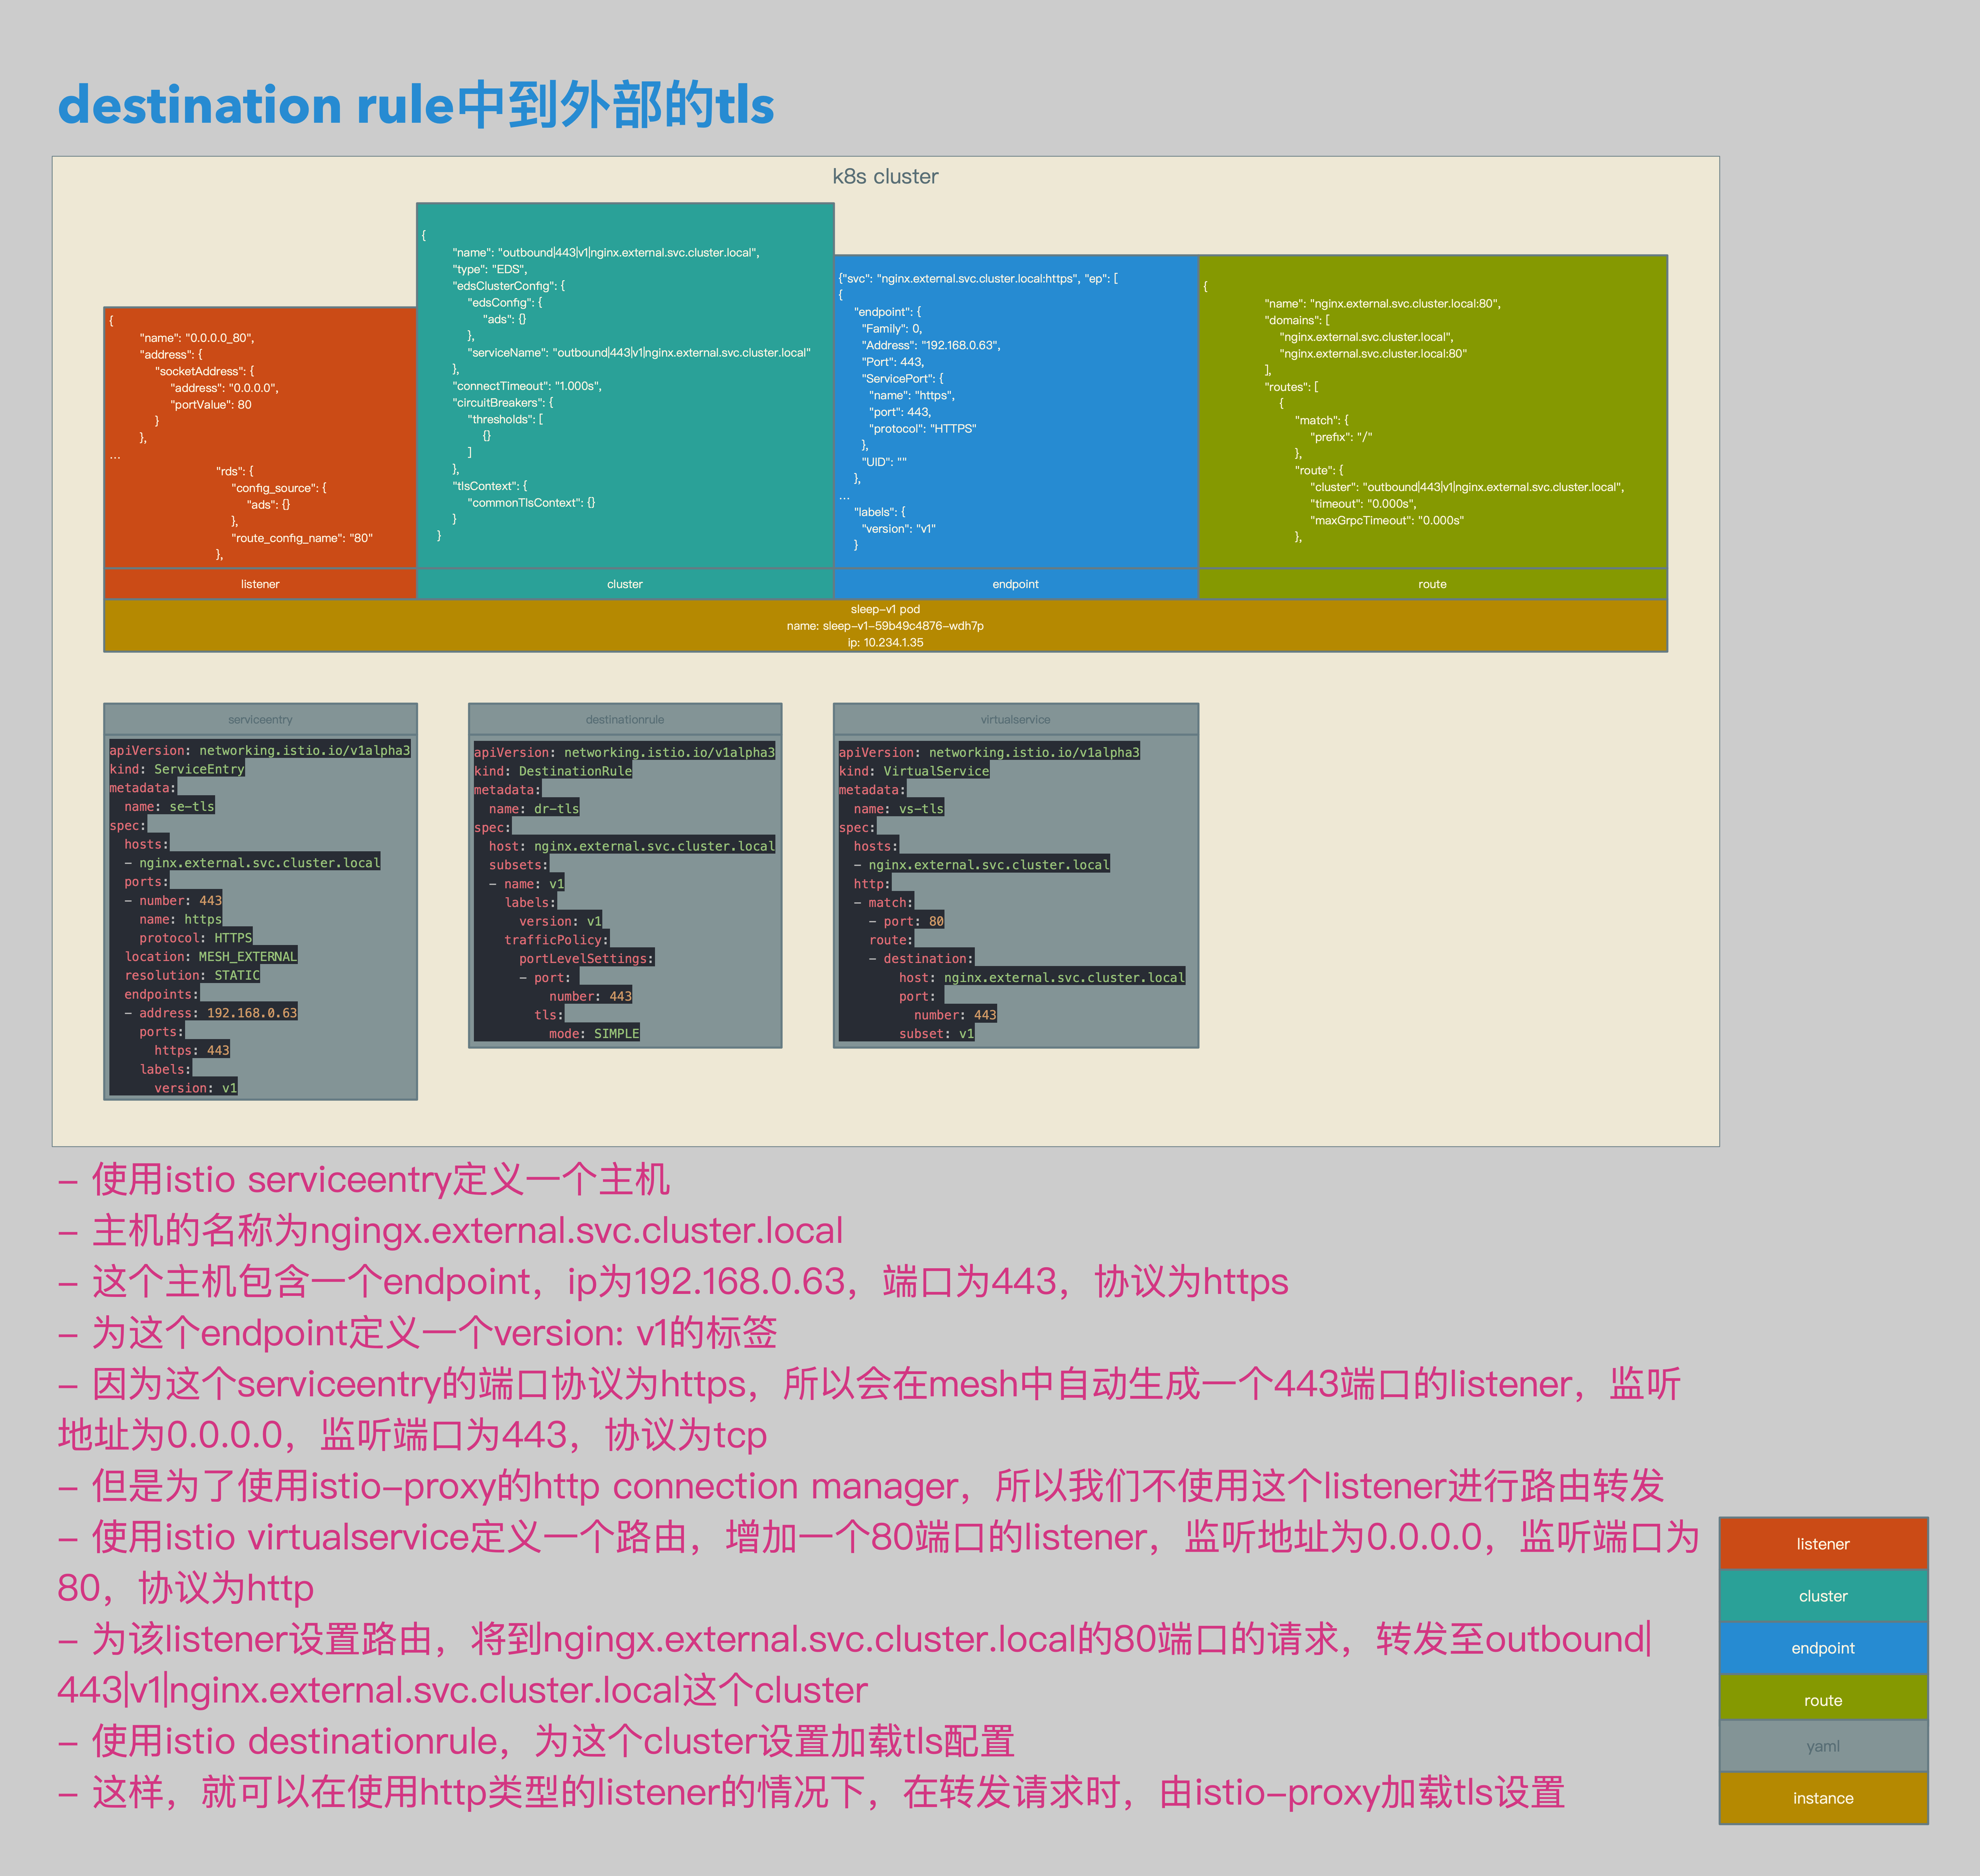 destination rule中到外部的tls
k8s cluster
{
"name": "0.0.0.0_80",
"address": {
"socketAddress": {
"address": "0.0.0.0",
"portValue": 80
}
},
...
"rds": {
"config_source": {
"ads": {}
},
"route_config_name": "80"
},
listener
{
"name": "outbound|443|v1|nginx.external.svc.cluster.local",
"type": "EDS",
"edsClusterConfig": {
"edsConfig": {
"ads": {}
},
"serviceName": "outbound|443|v1|nginx.external.svc.cluster.local"
},
"connectTimeout": "1.000s",
"circuitBreakers": {
"thresholds": [
{}
]
},
"tlsContext": {
"commonTlsContext": {}
}
}
cluster
{"svc": "nginx.external.svc.cluster.local:https", "ep": [
{
"endpoint": {
"Family": 0,
"Address": "192.168.0.63",
"Port": 443,
"ServicePort": {
"name": "https",
"port": 443,
"protocol": "HTTPS"
},
"UID": ""
},
...
"labels": {
"version": "v1"
}
endpoint
{
"name": "nginx.external.svc.cluster.local:80",
"domains": [
"nginx.external.svc.cluster.local",
"nginx.external.svc.cluster.local:80"
],
"routes": [
{
"match": {
"prefix": "/"
},
"route": {
"cluster": "outbound|443|v1|nginx.external.svc.cluster.local",
"timeout": "0.000s",
"maxGrpcTimeout": "0.000s"
},
route
sleep-v1 pod
name: sleep-v1-59b49c4876-wdh7p
ip: 10.234.1.35
serviceentry
apiVersion: networking.istio.io/v1alpha3
kind: ServiceEntry
metadata:
name: se-tls
spec:
hosts:
- nginx.external.svc.cluster.local
ports:
- number: 443
name: https
protocol: HTTPS
location: MESH_EXTERNAL
resolution: STATIC
endpoints:
- address: 192.168.0.63
ports:
https: 443
labels:
version: v1
destinationrule
apiVersion: networking.istio.io/v1alpha3
kind: DestinationRule
metadata:
name: dr-tls
spec:
host: nginx.external.svc.cluster.local
subsets:
- name: v1
labels:
version: v1
trafficPolicy:
portLevelSettings:
- port:
number: 443
tls:
mode: SIMPLE
virtualservice
apiVersion: networking.istio.io/v1alpha3
kind: VirtualService
metadata:
name: vs-tls
spec:
hosts:
- nginx.external.svc.cluster.local
http:
- match:
- port: 80
route:
- destination:
host: nginx.external.svc.cluster.local
port:
number: 443
subset: v1
- 使用istio serviceentry定义一个主机
- 主机的名称为ngingx.external.svc.cluster.local
- 这个主机包含一个endpoint，ip为192.168.0.63，端口为443，协议为https
- 为这个endpoint定义一个version: v1的标签
- 因为这个serviceentry的端口协议为https，所以会在mesh中自动生成一个443端口的listener，监听
地址为0.0.0.0，监听端口为443，协议为tcp
- 但是为了使用istio-proxy的http connection manager，所以我们不使用这个listener进行路由转发
- 使用istio virtualservice定义一个路由，增加一个80端口的listener，监听地址为0.0.0.0，监听端口为
80，协议为http
- 为该listener设置路由，将到ngingx.external.svc.cluster.local的80端口的请求，转发至outbound|
443|v1|nginx.external.svc.cluster.local这个cluster
- 使用istio destinationrule，为这个cluster设置加载tls配置
- 这样，就可以在使用http类型的listener的情况下，在转发请求时，由istio-proxy加载tls设置
listener
cluster
endpoint
route
yaml
instance